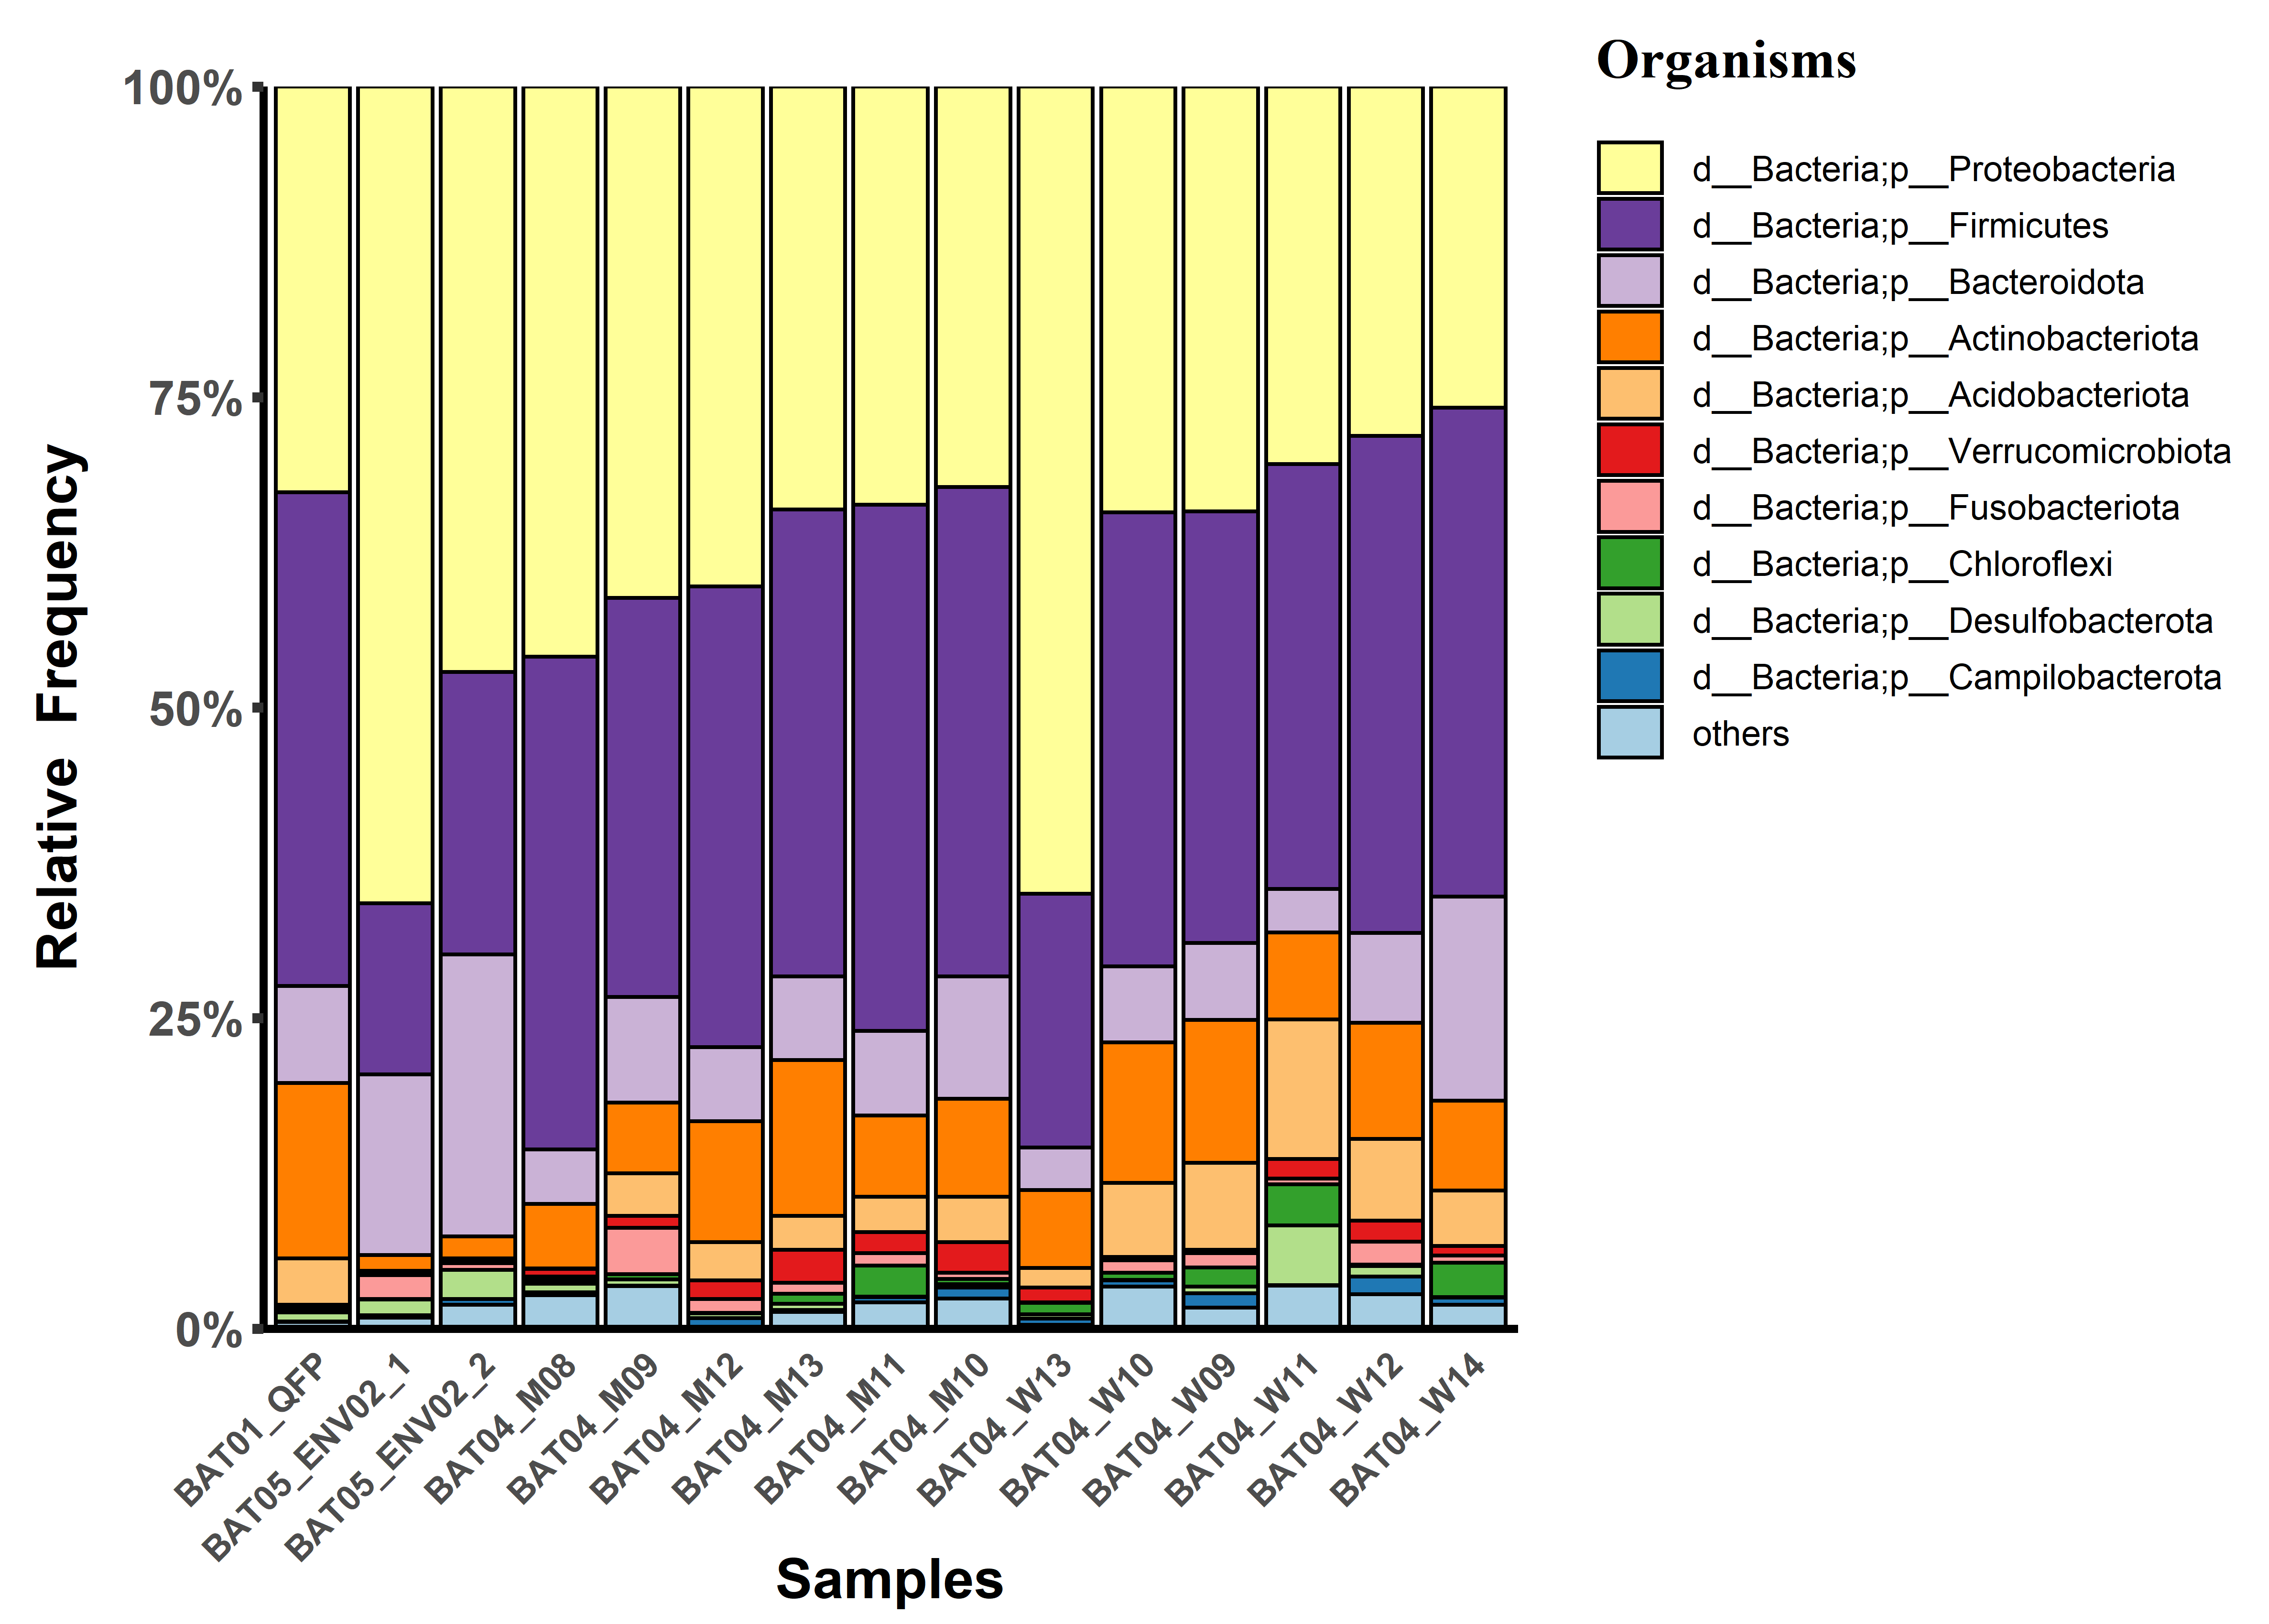 Organisms
d__Bacteria;p__Proteobacteria
d__Bacteria;p__Firmicutes
d__Bacteria;p__Bacteroidota
d__Bacteria;p__Actinobacteriota
d__Bacteria;p__Acidobacteriota
d__Bacteria;p__Verrucomicrobiota
d__Bacteria;p__Fusobacteriota
d__Bacteria;p__Chloroflexi
d__Bacteria;p__Desulfobacterota
d__Bacteria;p__Campilobacterota
others
Relative Frequency
100%
75%
50%
25%
0%
BAT01_QFP
BAT05_ENV02_1
BAT05_ENV02_2
BAT04_M08
BAT04_M09
BAT04_M12
BAT04_M13
BAT04_M11
BAT04_M10
BAT04_W13
BAT04_W10
BAT04_W09
BAT04_W11
BAT04_W12
BAT04_W14
Samples